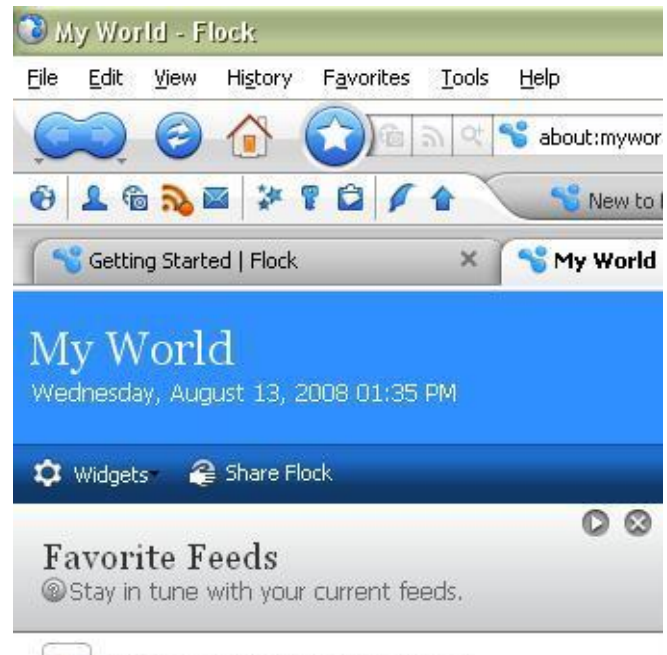 My World - Flock
File Edit View History Favorites Tools Help
about:mywor
New to
Getting Started | Flock
My World
My World
Wednesday, August 13, 2008 01:35 PM
Widgets Share Flock
Favorite Feeds
Stay in tune with your current feeds.